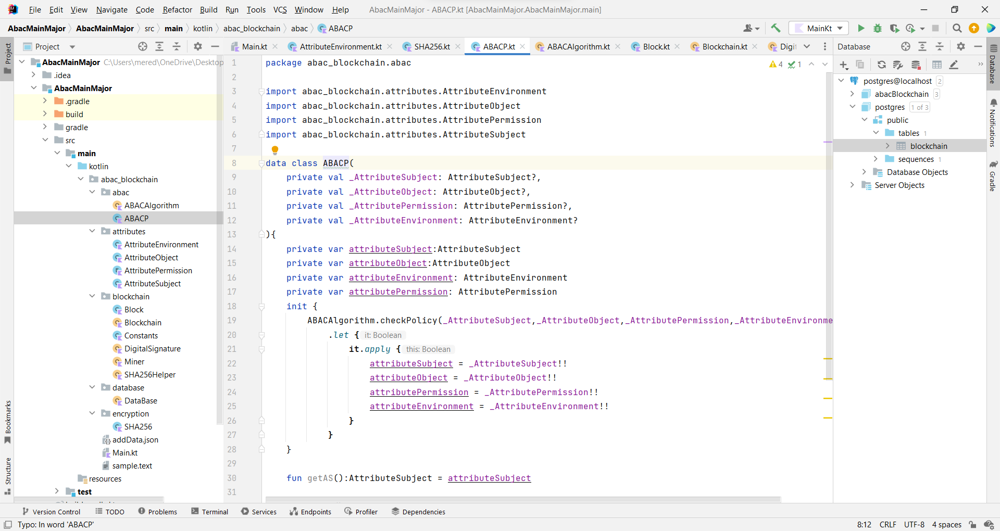 File Edit View Navigate Code Refactor Build Run Tools VCS Window Help AbacMainMajor - ABACP.kt [AbacMainMajor.AbacMainMajor.main]
AbacMainMajor AbacMainMajor src main kotlin abac_blockchain abac ABACP MainKt
Project
Main.kt AttributeEnvironment.kt SHA256.kt ABACP.kt ABACAlgorithm.kt Block.kt Blockchain.kt Digi
Database
Project
AbacMainMajor C:\Users\mered\OneDrive\Desktop
.idea
AbacMainMajor
.gradle
build
gradle
src
main
kotlin
abac_blockchain
abac
ABACAlgorithm
ABACP
attributes
AttributeEnvironment
AttributeObject
AttributePermission
AttributeSubject
blockchain
Block
Blockchain
Constants
DigitalSignature
Miner
SHA256Helper
database
DataBase
encryption
SHA256
addData.json
Main.kt
sample.text
resources
test
Bookmarks
Structure
4 1
1 package abac_blockchain.abac
2
3 import abac_blockchain.attributes.AttributeEnvironment
4 import abac_blockchain.attributes.AttributeObject
5 import abac_blockchain.attributes.AttributePermission
6 import abac_blockchain.attributes.AttributeSubject
7
8 data class ABACP(
9 private val _AttributeSubject: AttributeSubject?,
10 private val _AttributeObject: AttributeObject?,
11 private val _AttributePermission: AttributePermission?,
12 private val _AttributeEnvironment: AttributeEnvironment?
13 ){
14 private var attributeSubject:AttributeSubject
15 private var attributeObject:AttributeObject
16 private var attributeEnvironment: AttributeEnvironment
17 private var attributePermission: AttributePermission
18 init {
19 ABACAlgorithm.checkPolicy(_AttributeSubject,_AttributeObject,_AttributePermission,_AttributeEnvironme
20 .let { it: Boolean
21 it.apply { this: Boolean
22 attributeSubject = _AttributeSubject!!
23 attributeObject = _AttributeObject!!
24 attributePermission = _AttributePermission!!
25 attributeEnvironment = _AttributeEnvironment!!
26 }
27 }
28 }
29
30 fun getAS():AttributeSubject = attributeSubject
31
postgres@localhost 2
abacBlockchain 3
postgres 1 of 3
public
tables 1
blockchain
sequences 1
Database Objects
Server Objects
Database
Notifications
Gradle
Version Control TODO Problems Terminal Services Endpoints Profiler Dependencies
Typo: In word 'ABACP' 8:12 CRLF UTF-8 4 spaces